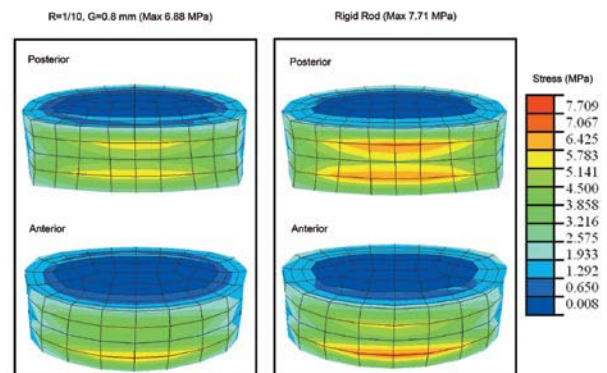 R=1/10, G=0.8 mm (Max 6.88 MPa)
Rigid Rod (Max 7.71 MPa)
Posterior
Posterior
Anterior
Anterior
Stress (MPa)
7.709
7.067
6.425
5.783
5.141
4.500
3.858
3.216
2.575
1.933
1.292
0.650
0.008